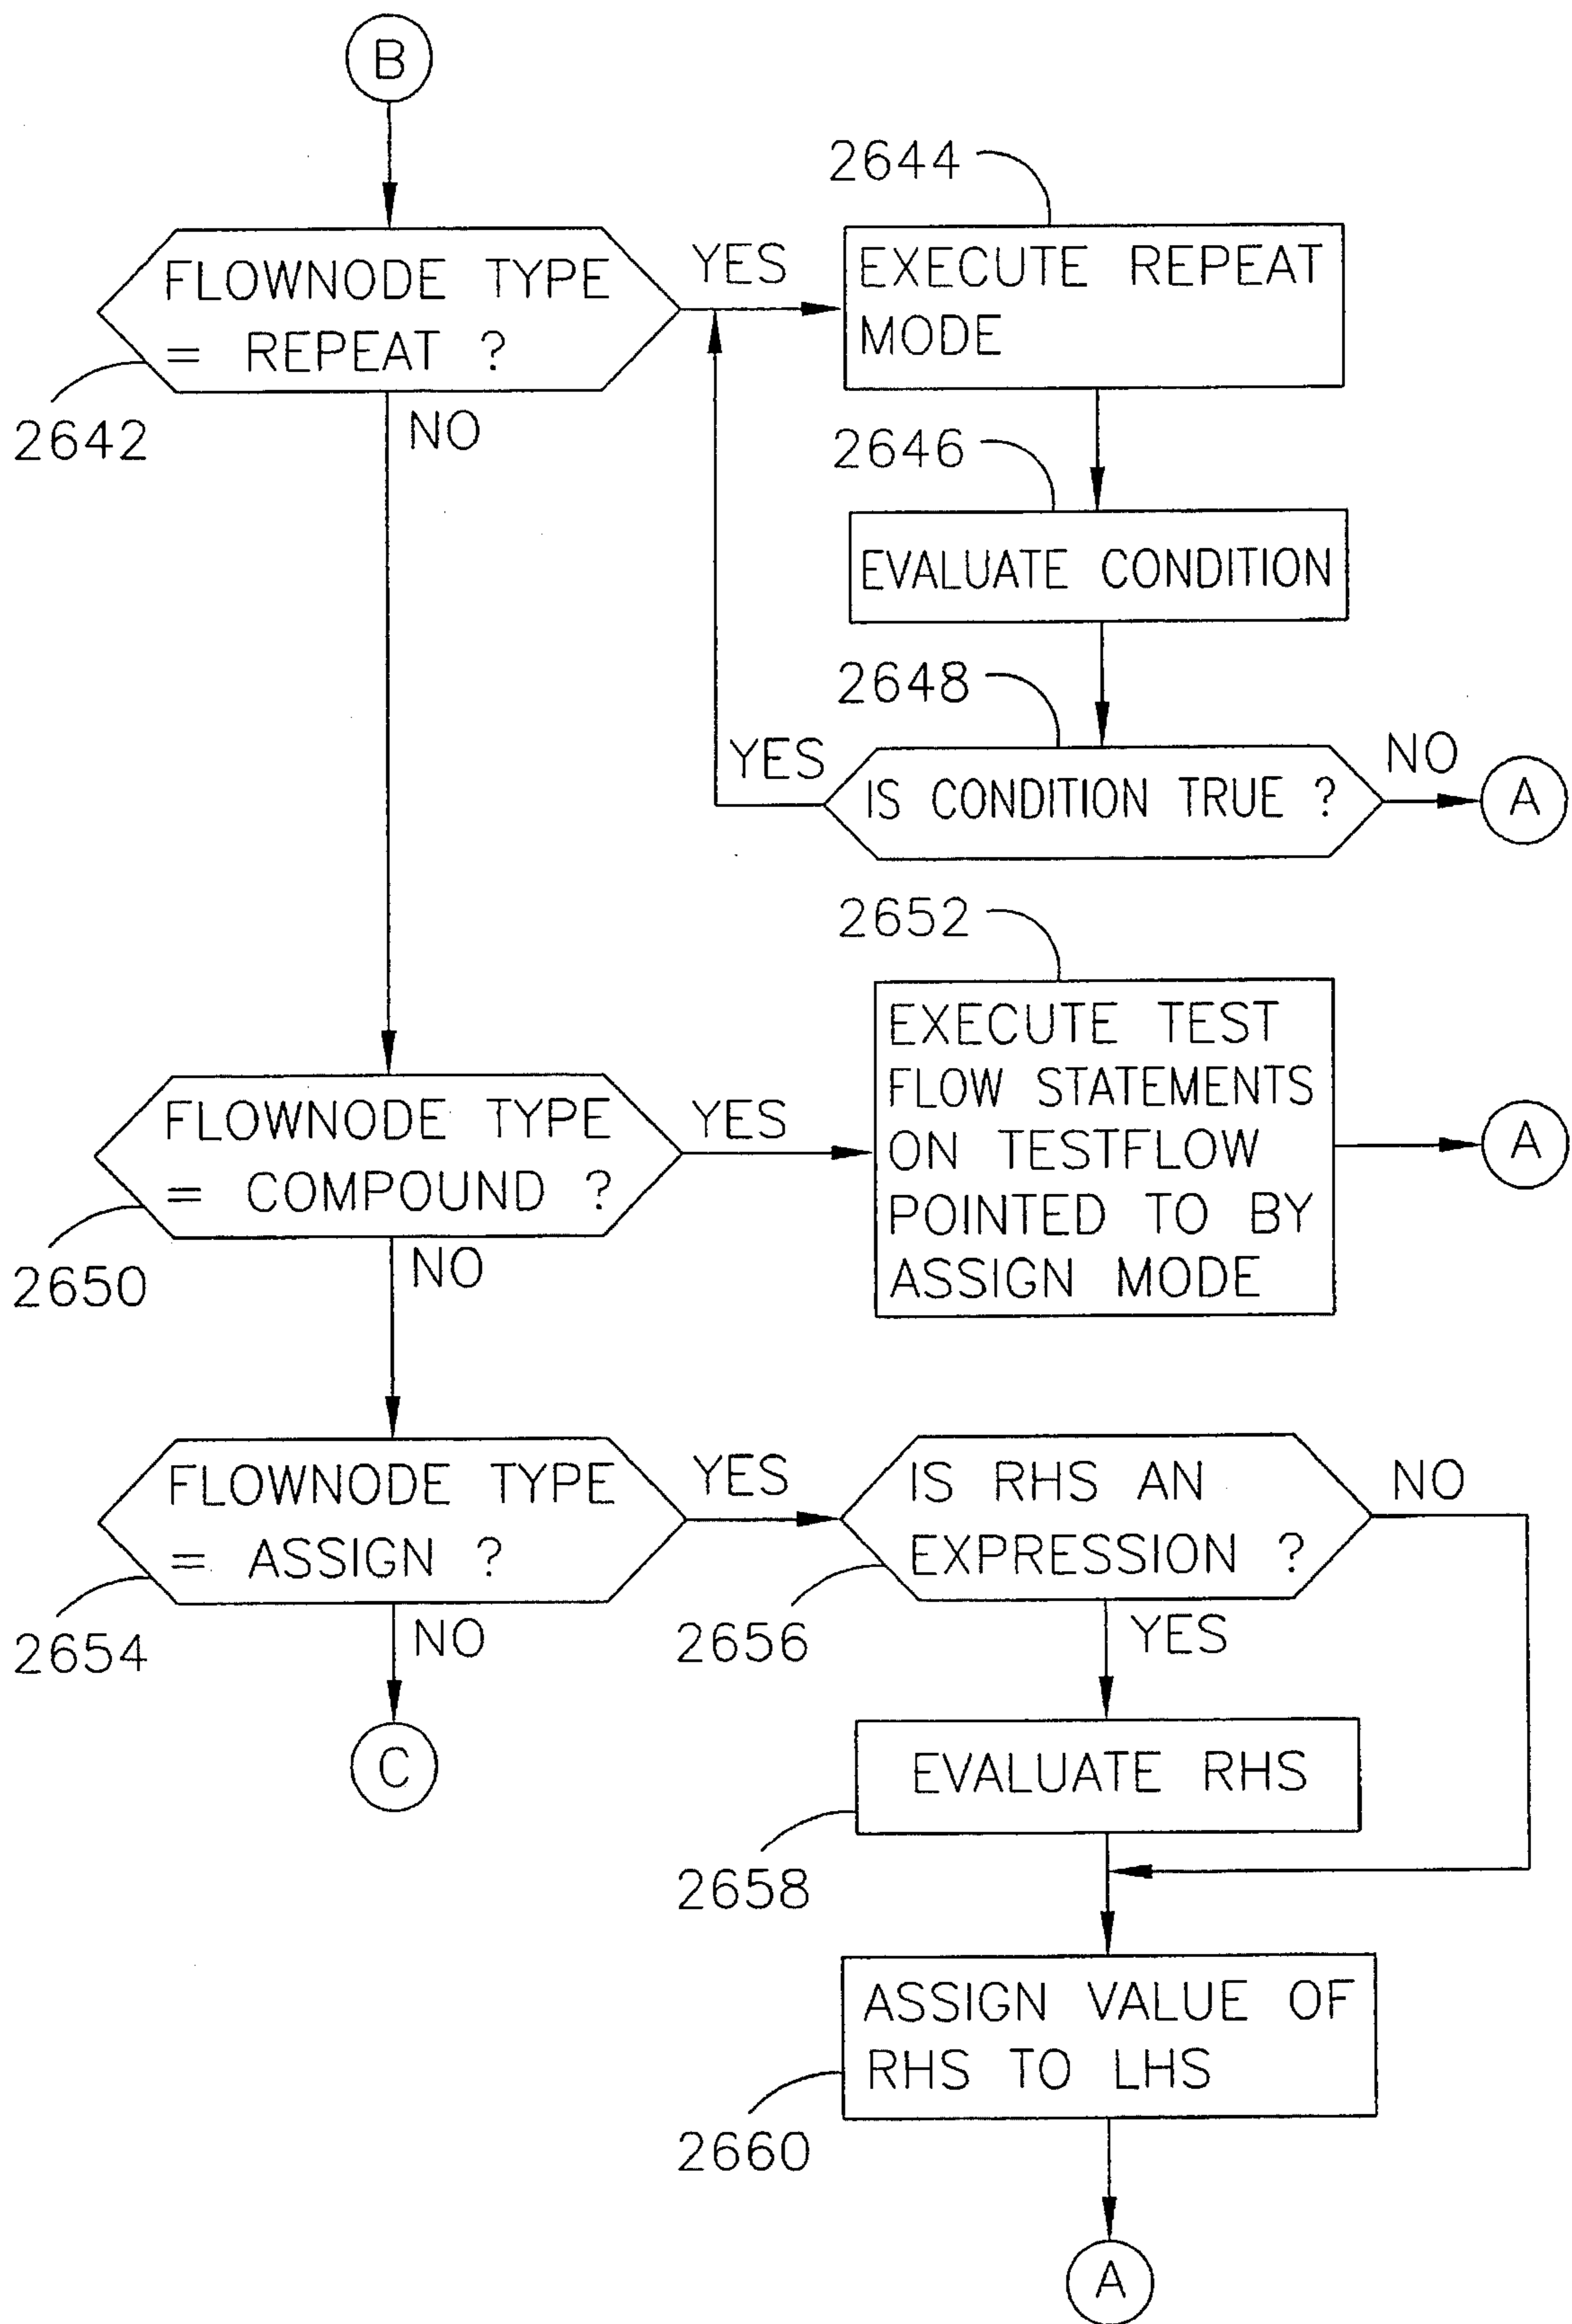 B
2644
FLOWNODE TYPE
= REPEAT ?
YES
EXECUTE REPEAT
MODE
2642
NO
2646
EVALUATE CONDITION
2648
YES
IS CONDITION TRUE ?
NO
A
2652
FLOWNODE TYPE
= COMPOUND ?
YES
EXECUTE TEST
FLOW STATEMENTS
ON TESTFLOW
POINTED TO BY
ASSIGN MODE
A
2650
NO
FLOWNODE TYPE
= ASSIGN ?
YES
IS RHS AN
EXPRESSION ?
NO
2654
NO
2656
YES
C
EVALUATE RHS
2658
ASSIGN VALUE OF
RHS TO LHS
2660
A